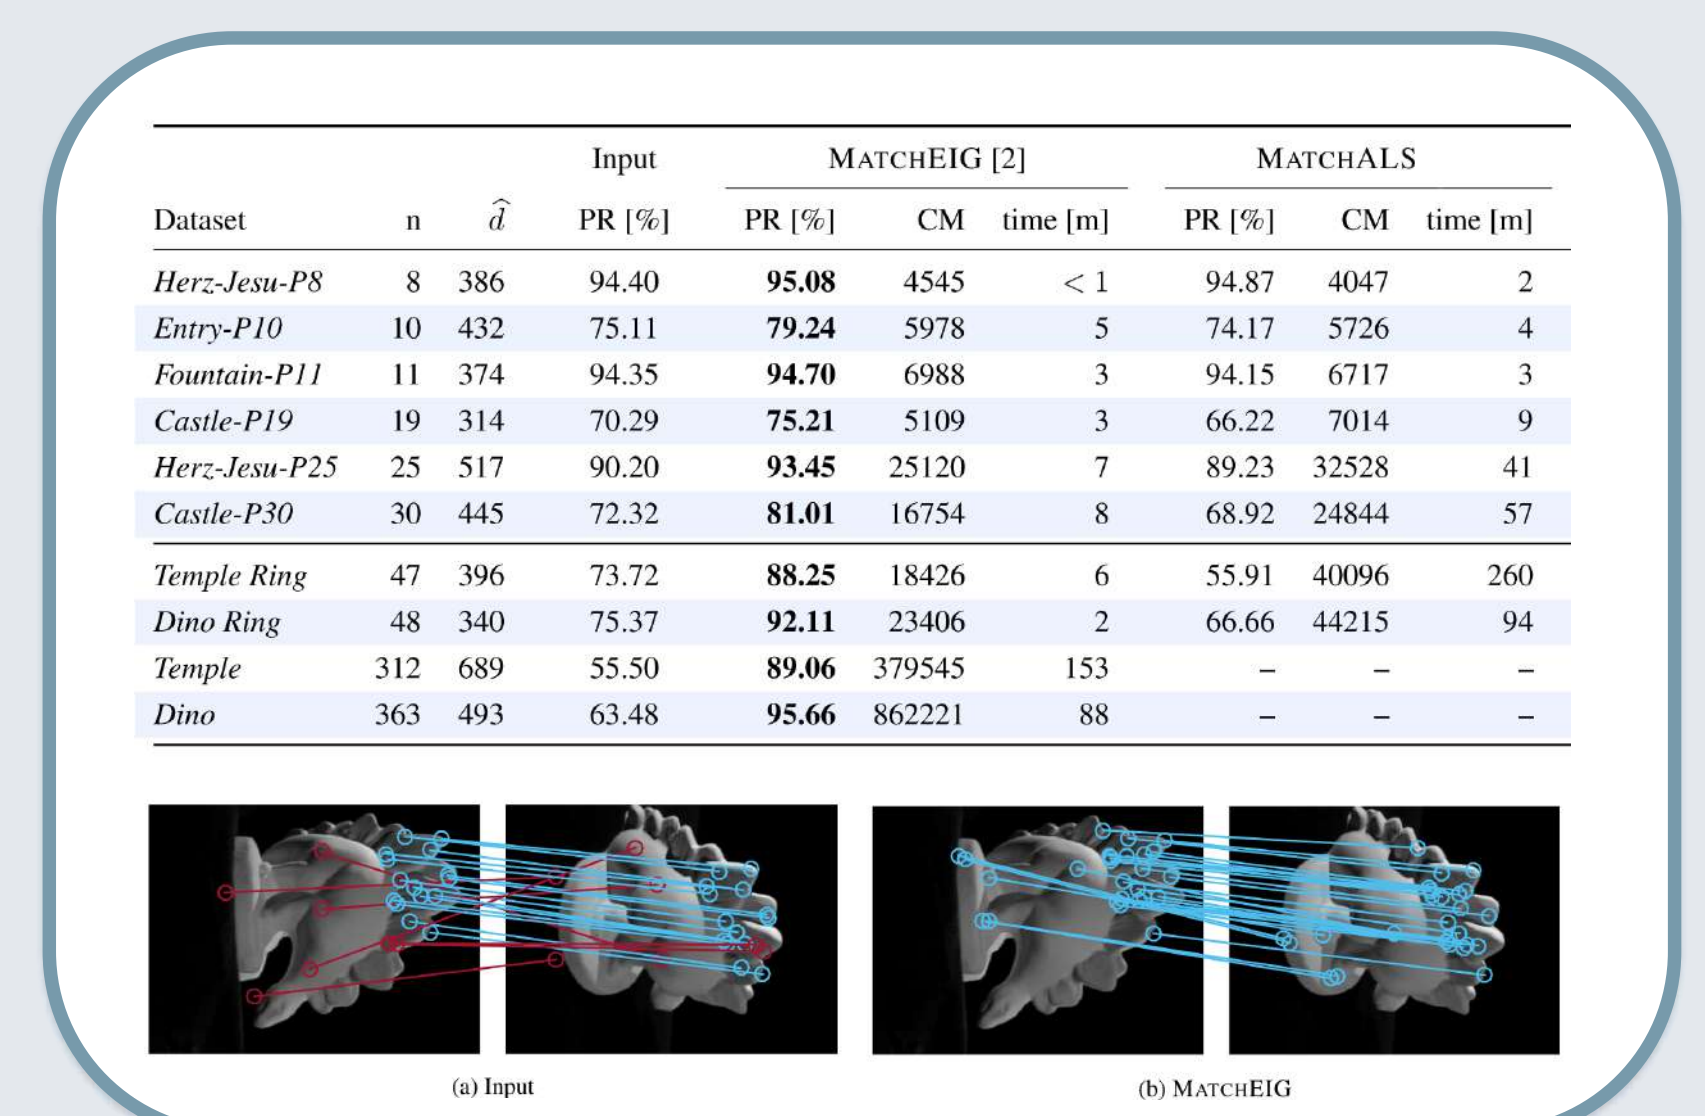 Input MATCHEIG [2] MATCHALS
Dataset n d̂ PR [%] PR [%] CM time [m] PR [%] CM time [m]
Herz-Jesu-P8 8 386 94.40 95.08 4545 < 1 94.87 4047 2
Entry-P10 10 432 75.11 79.24 5978 5 74.17 5726 4
Fountain-P11 11 374 94.35 94.70 6988 3 94.15 6717 3
Castle-P19 19 314 70.29 75.21 5109 3 66.22 7014 9
Herz-Jesu-P25 25 517 90.20 93.45 25120 7 89.23 32528 41
Castle-P30 30 445 72.32 81.01 16754 8 68.92 24844 57
Temple Ring 47 396 73.72 88.25 18426 6 55.91 40096 260
Dino Ring 48 340 75.37 92.11 23406 2 66.66 44215 94
Temple 312 689 55.50 89.06 379545 153 – – –
Dino 363 493 63.48 95.66 862221 88 – – –
(a) Input (b) MATCHEIG